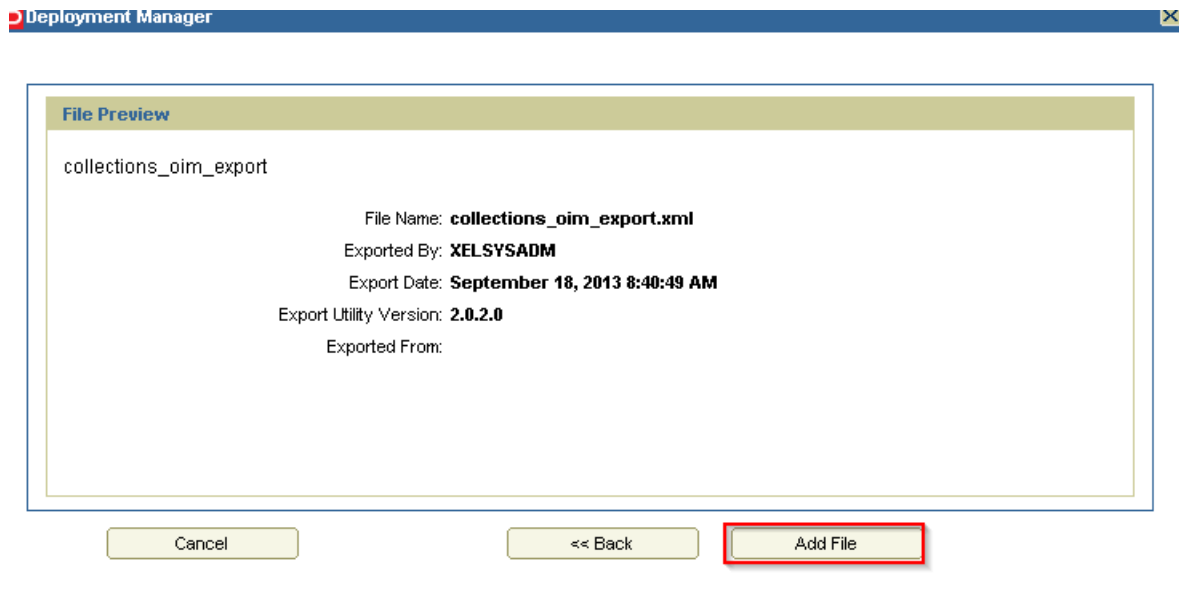 Deployment Manager
File Preview
collections_oim_export
File Name: collections_oim_export.xml
Exported By: XELSYSADM
Export Date: September 18, 2013 8:40:49 AM
Export Utility Version: 2.0.2.0
Exported From:
Cancel << Back Add File